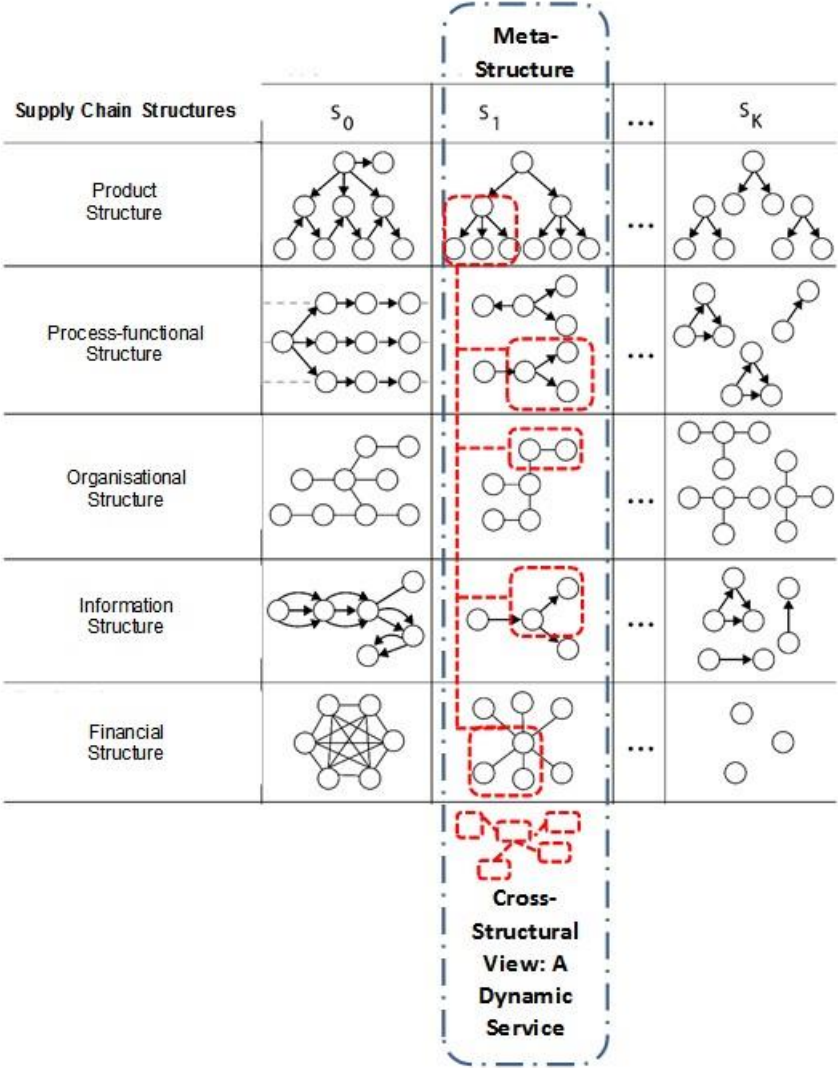 Meta-
Structure
Supply Chain Structures
S0
S1
...
SK
Product
Structure
...
Process-functional
Structure
...
Organisational
Structure
...
Information
Structure
...
Financial
Structure
...
Cross-
Structural
View: A
Dynamic
Service